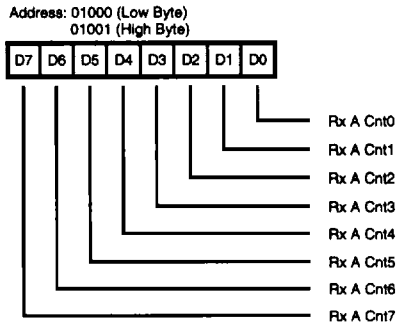 Address: 01000 (Low Byte)
01001 (High Byte)
D7 D6 D5 D4 D3 D2 D1 D0
Rx A Cnt0
Rx A Cnt1
Rx A Cnt2
Rx A Cnt3
Rx A Cnt4
Rx A Cnt5
Rx A Cnt6
Rx A Cnt7